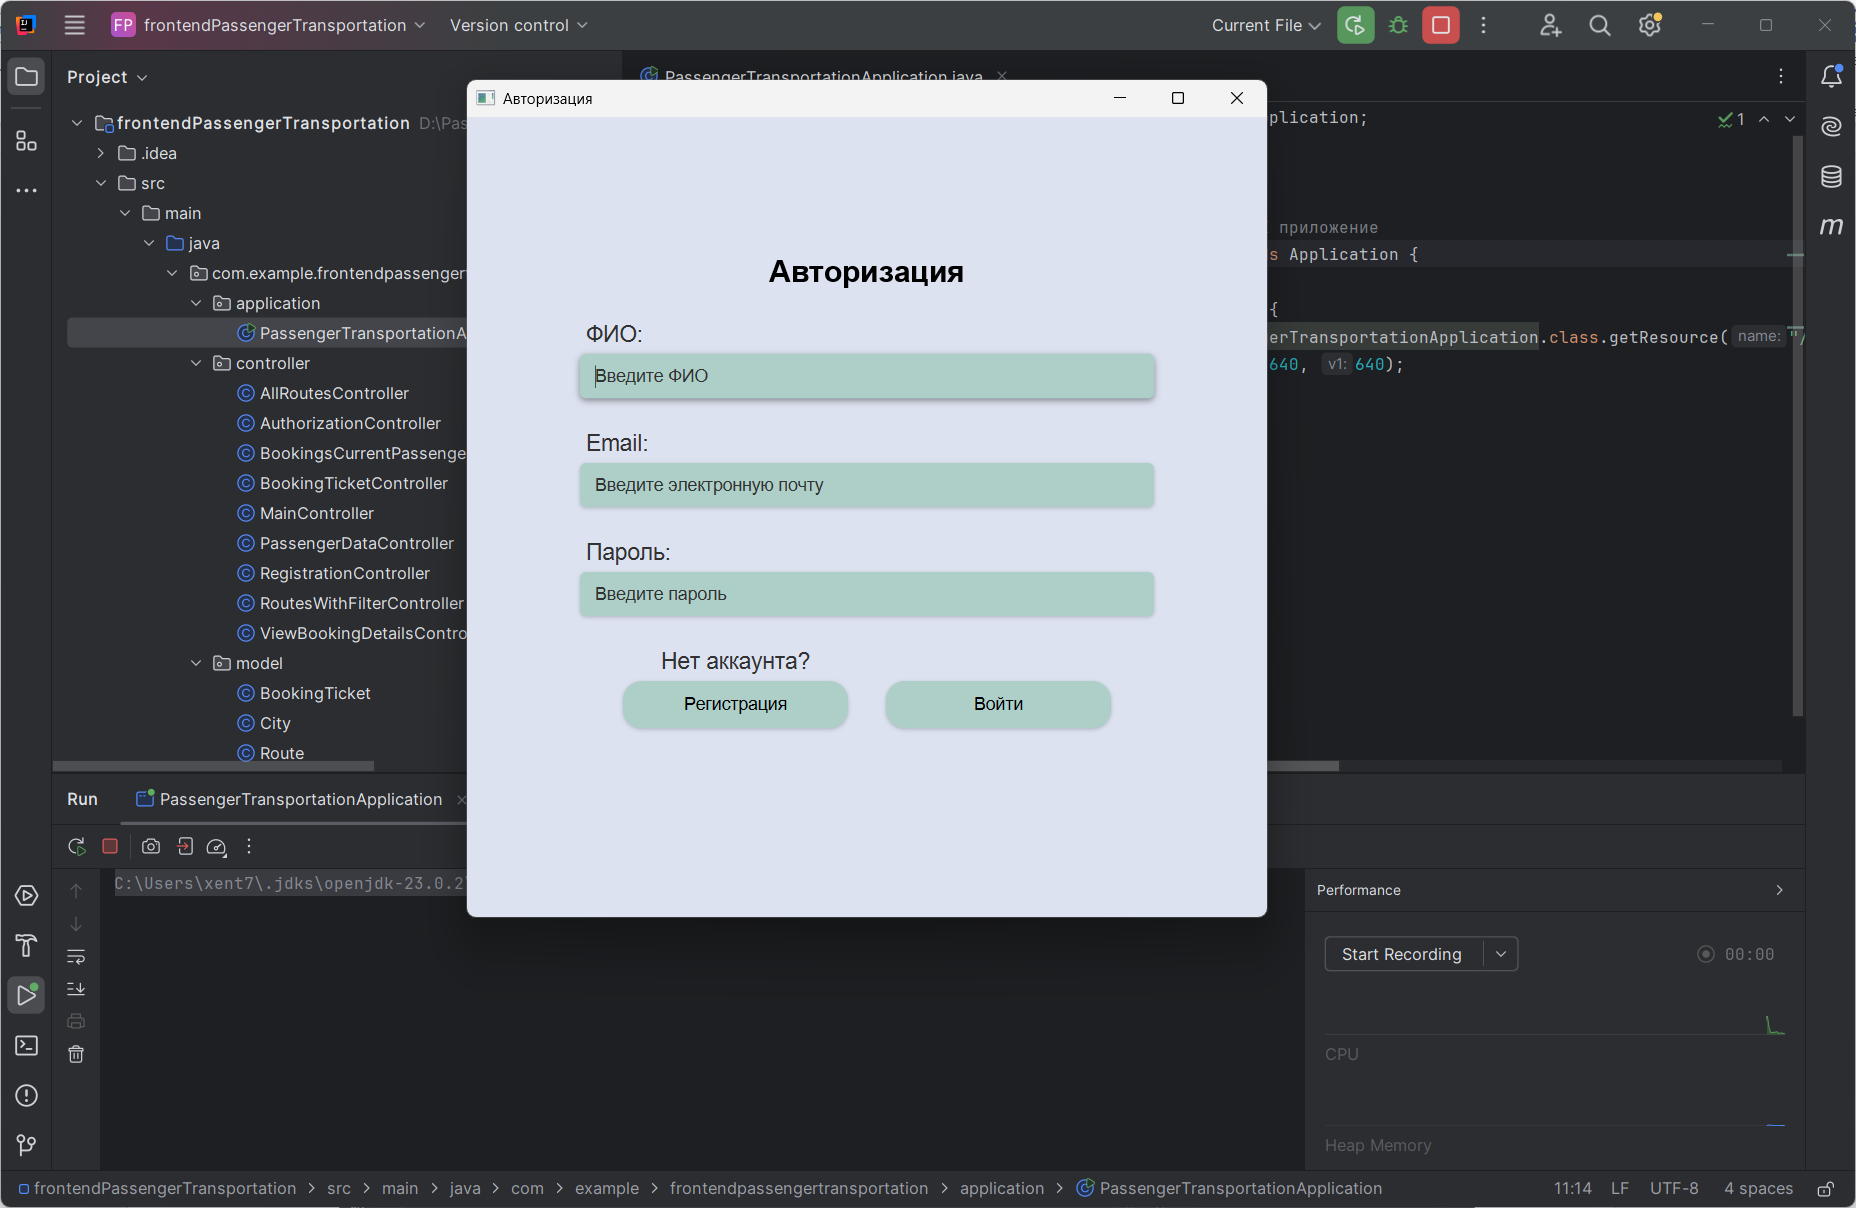 FP frontendPassengerTransportation Version control Current File
Project
PassengerTransportationApplication.java
frontendPassengerTransportation D:\Pas
.idea
src
main
java
com.example.frontendpassenger
application
PassengerTransportationA
controller
AllRoutesController
AuthorizationController
BookingsCurrentPassenge
BookingTicketController
MainController
PassengerDataController
RegistrationController
RoutesWithFilterController
ViewBookingDetailsContro
model
BookingTicket
City
Route
Авторизация
Авторизация
ФИО:
Введите ФИО
Email:
Введите электронную почту
Пароль:
Введите пароль
Нет аккаунта?
Регистрация Войти
plication;
1
приложение
s Application {
{
erTransportationApplication.class.getResource( name: "/
640, v1: 640);
m
Run PassengerTransportationApplication
C:\Users\xent7\.jdks\openjdk-23.0.2\
Performance
Start Recording 00:00
CPU
Heap Memory
frontendPassengerTransportation > src > main > java > com > example > frontendpassengertransportation > application > PassengerTransportationApplication 11:14 LF UTF-8 4 spaces